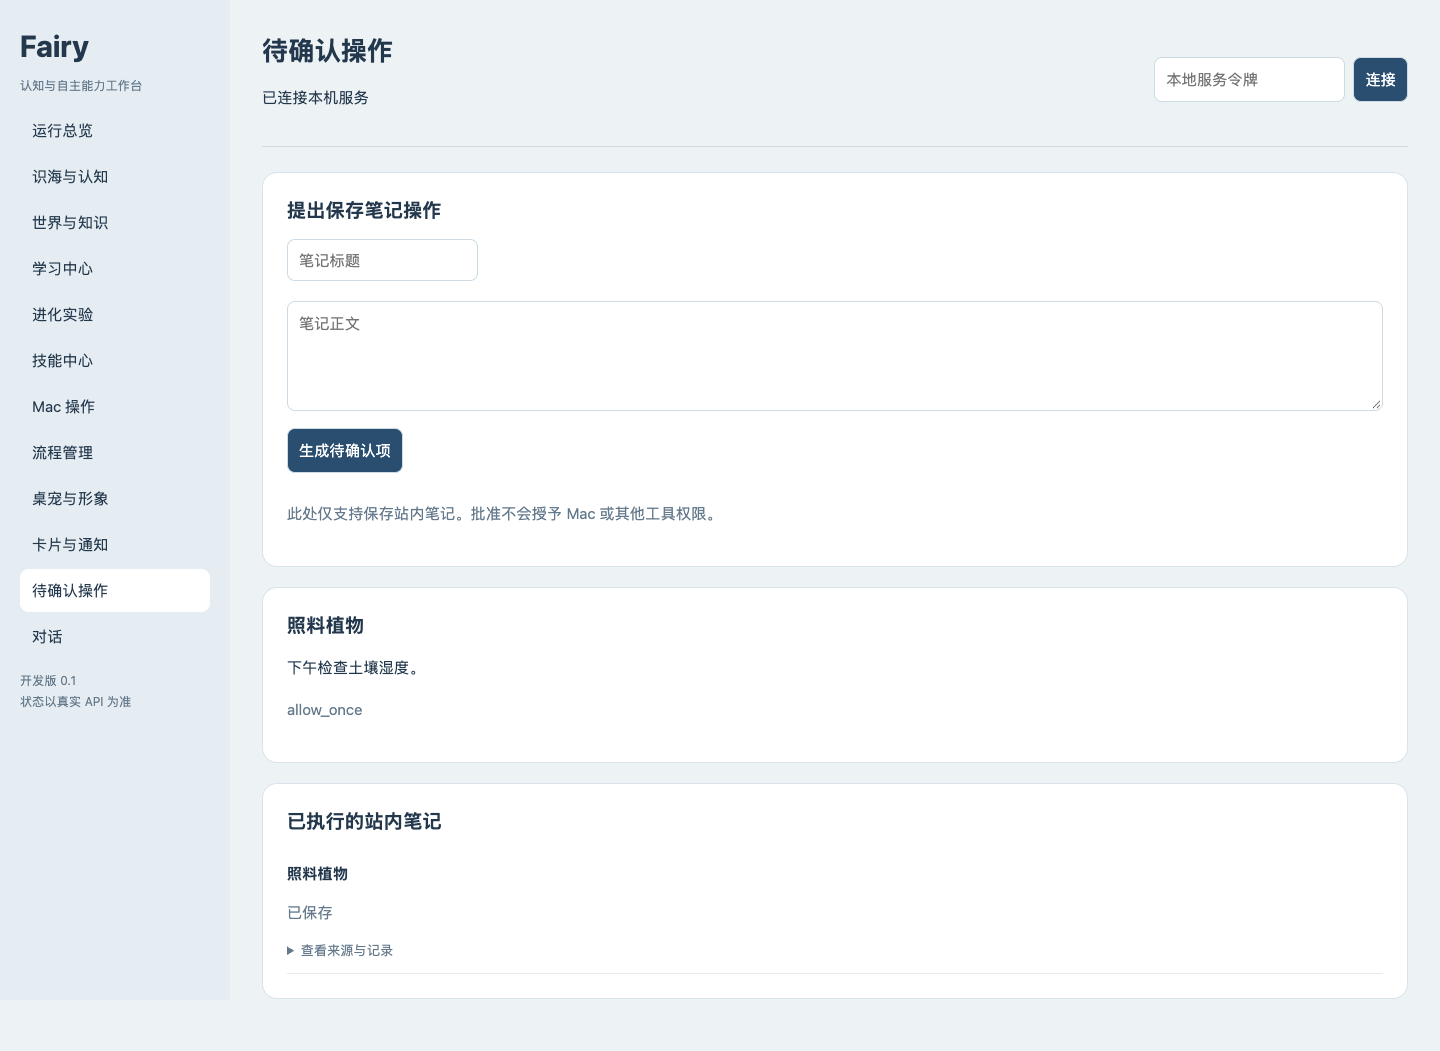 Fairy
认知与自主能力工作台
运行总览
识海与认知
世界与知识
学习中心
进化实验
技能中心
Mac 操作
流程管理
桌宠与形象
卡片与通知
待确认操作
对话
开发版 0.1
状态以真实 API 为准
待确认操作
已连接本机服务
本地服务令牌
连接
提出保存笔记操作
笔记标题
笔记正文
生成待确认项
此处仅支持保存站内笔记。批准不会授予 Mac 或其他工具权限。
照料植物
下午检查土壤湿度。
allow_once
已执行的站内笔记
照料植物
已保存
查看来源与记录